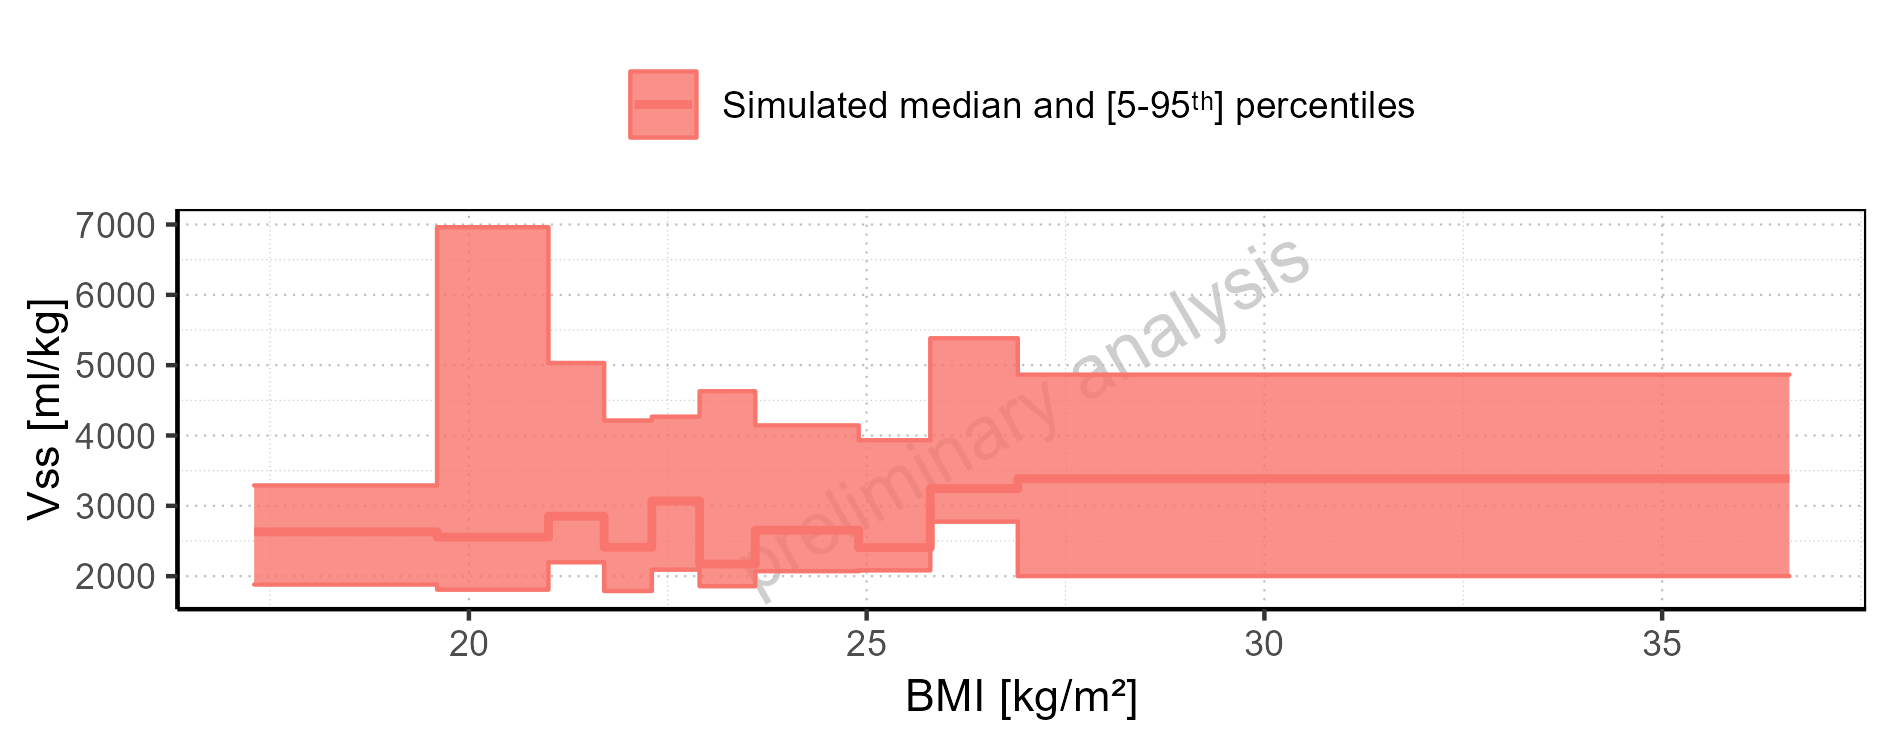 Simulated median and [5-95ᵗʰ] percentiles
7000
6000
5000
4000
3000
2000
Vss [ml/kg]
preliminary analysis
20 25 30 35
BMI [kg/m²]